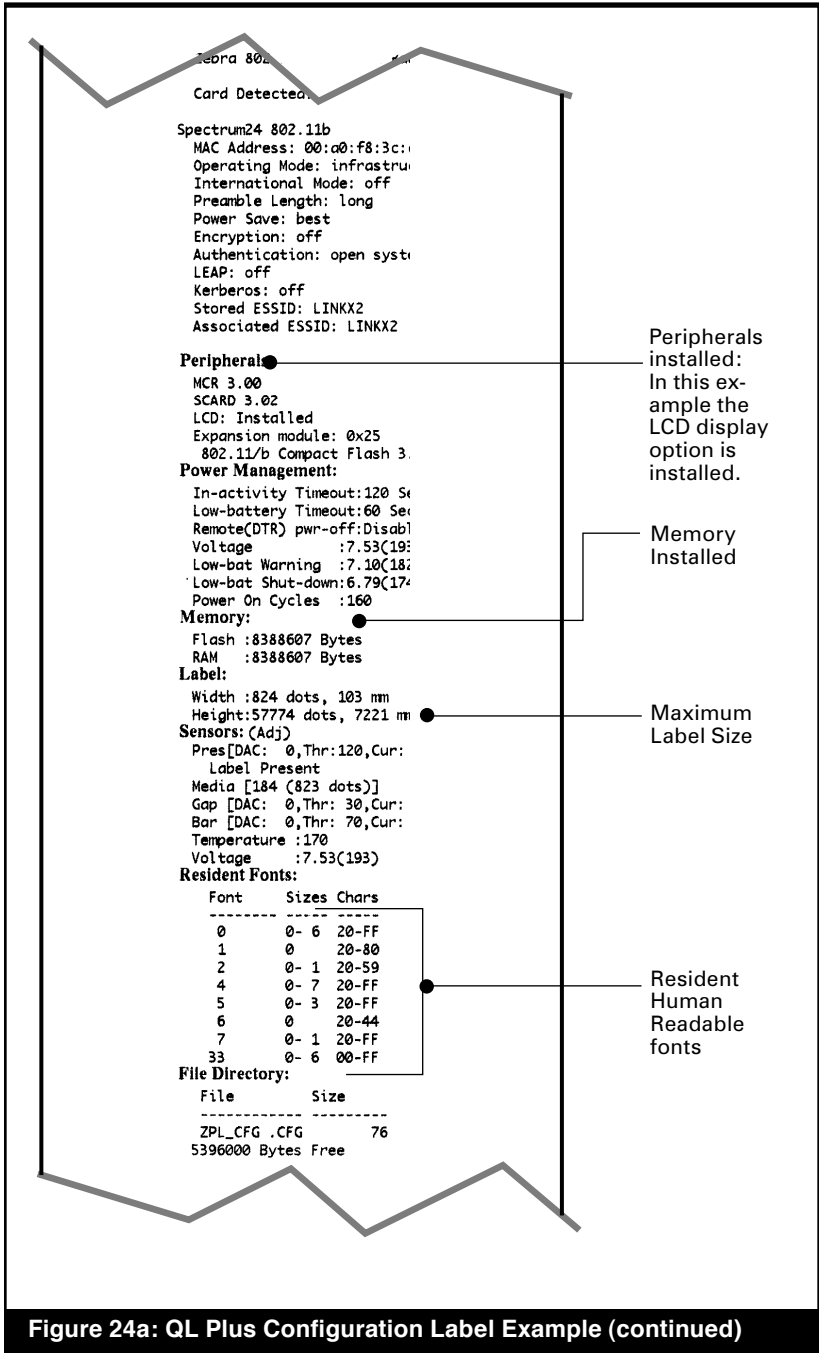 Zebra 802
Card Detected
Spectrum24 802.11b
MAC Address: 00:a0:f8:3c:
Operating Mode: infrastru
International Mode: off
Preamble Length: long
Power Save: best
Encryption: off
Authentication: open syst
LEAP: off
Kerberos: off
Stored ESSID: LINKX2
Associated ESSID: LINKX2
Peripherals
MCR 3.00
SCARD 3.02
LCD: Installed
Expansion module: 0x25
802.11/b Compact Flash 3.
Power Management:
In-activity Timeout:120 Se
Low-battery Timeout:60 Sec
Remote(DTR) pwr-off:Disabl
Voltage :7.53(193
Low-bat Warning :7.10(182
Low-bat Shut-down:6.79(174
Power On Cycles :160
Memory:
Flash :8388607 Bytes
RAM :8388607 Bytes
Label:
Width :824 dots, 103 mm
Height:57774 dots, 7221 mm
Sensors: (Adj)
Pres[DAC: 0,Thr:120,Cur:
Label Present
Media [184 (823 dots)]
Gap [DAC: 0,Thr: 30,Cur:
Bar [DAC: 0,Thr: 70,Cur:
Temperature :170
Voltage :7.53(193)
Resident Fonts:
Font Sizes Chars
-------- ----- -----
0 0- 6 20-FF
1 0 20-80
2 0- 1 20-59
4 0- 7 20-FF
5 0- 3 20-FF
6 0 20-44
7 0- 1 20-FF
33 0- 6 00-FF
File Directory:
File Size
------------- ---------
ZPL_CFG .CFG 76
5396000 Bytes Free
Peripherals
installed:
In this ex-
ample the
LCD display
option is
installed.
Memory
Installed
Maximum
Label Size
Resident
Human
Readable
fonts
Figure 24a: QL Plus Configuration Label Example (continued)